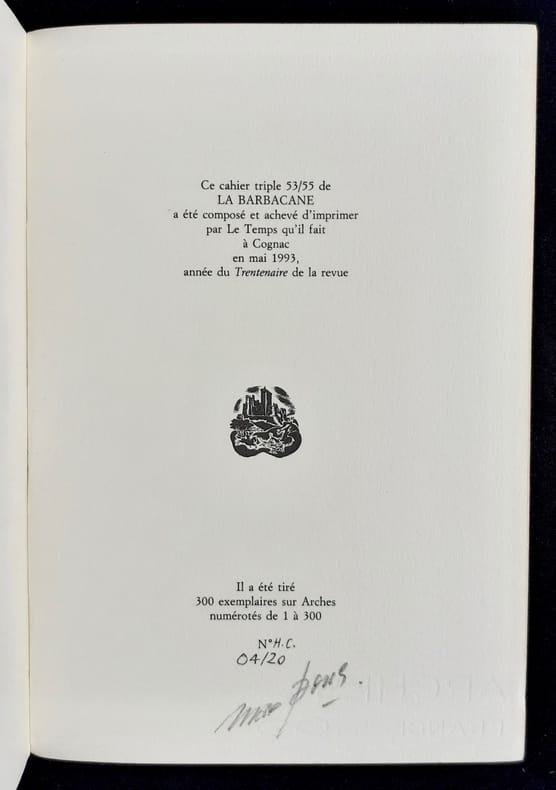 Ce cahier triple 53/55 de
LA BARBACANE
a été composé et achevé d'imprimer
par Le Temps qu'il fait
à Cognac
en mai 1993,
année du Trentenaire de la revue
Il a été tiré
300 exemplaires sur Arches
numérotés de 1 à 300
N° H.C.
04/20